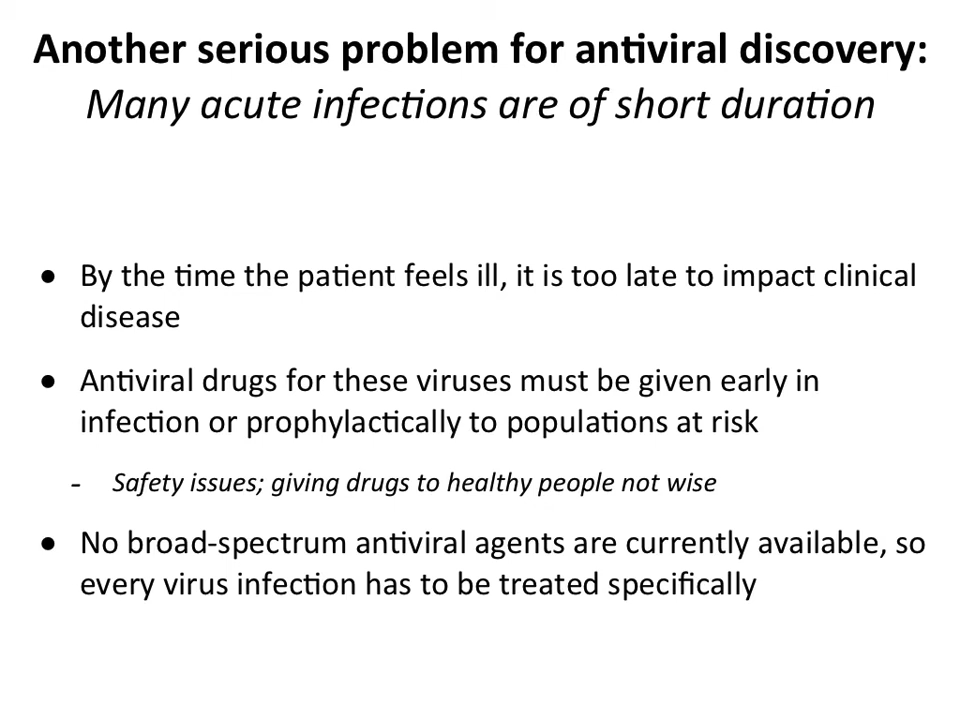 Another serious problem for antiviral discovery:
Many acute infections are of short duration
● By the time the patient feels ill, it is too late to impact clinical
disease
● Antiviral drugs for these viruses must be given early in
infection or prophylactically to populations at risk
- Safety issues; giving drugs to healthy people not wise
● No broad-spectrum antiviral agents are currently available, so
every virus infection has to be treated specifically